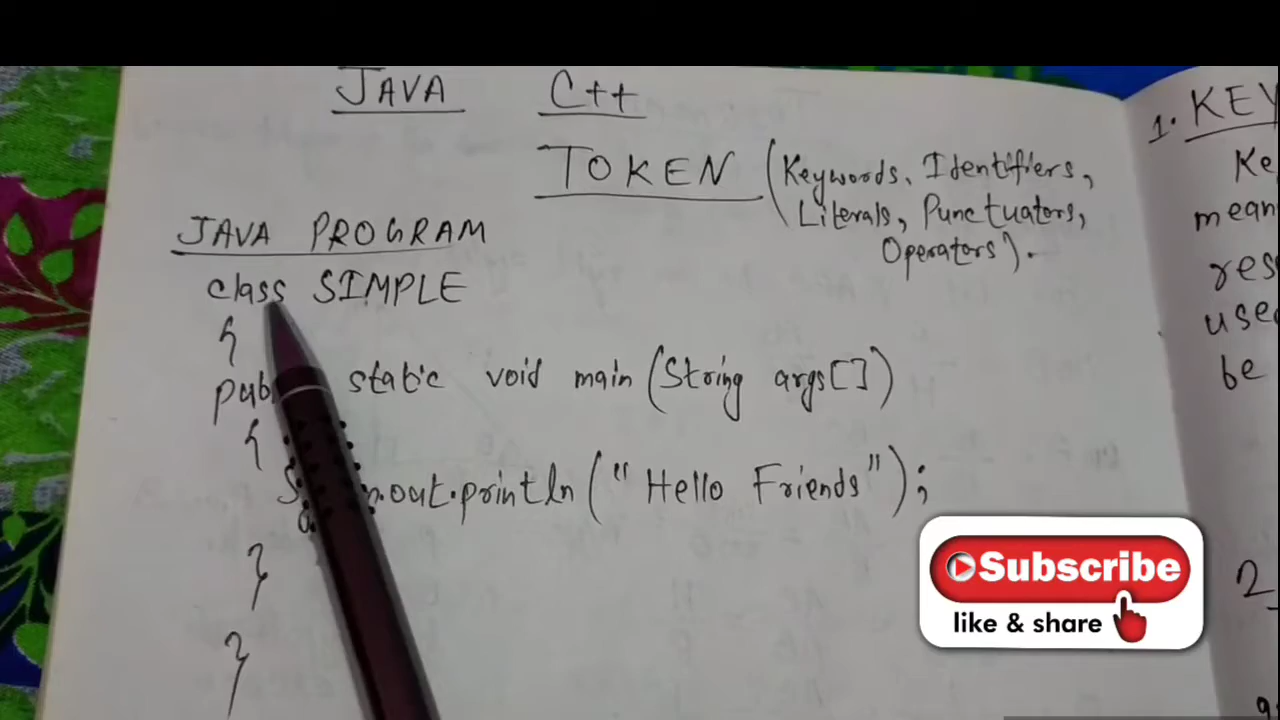 JAVA C++
TOKEN (Keywords, Identifiers,
Literals, Punctuators,
Operators).
JAVA PROGRAM
class SIMPLE
{
pub static void main (String args[])
{
S m.out.println ("Hello Friends");
}
}
1. KEY
Ke
mean
res
use
be
2
Subscribe
like & share